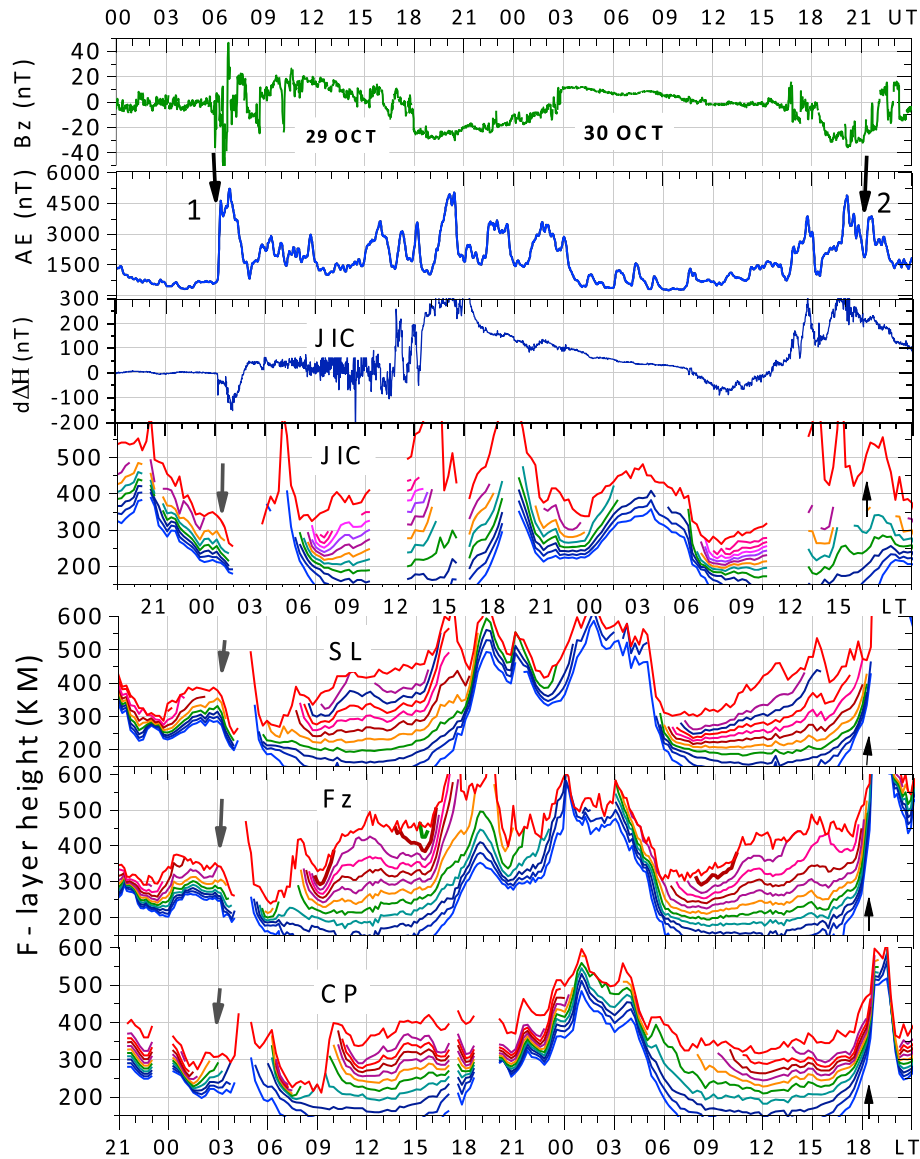 00 03 06 09 12 15 18 21 00 03 06 09 12 15 18 21 UT
Bz (nT)
40
20
0
-20
-40
29 OCT
30 OCT
AE (nT)
6000
4500
3000
1500
1
2
dΔH (nT)
300
200
100
0
-100
-200
JIC
JIC
500
400
300
200
21 00 03 06 09 12 15 18 21 00 03 06 09 12 15 LT
F - layer height (KM)
600
500
400
300
200
SL
600
500
400
300
200
Fz
600
500
400
300
200
CP
21 00 03 06 09 12 15 18 21 00 03 06 09 12 15 18 LT